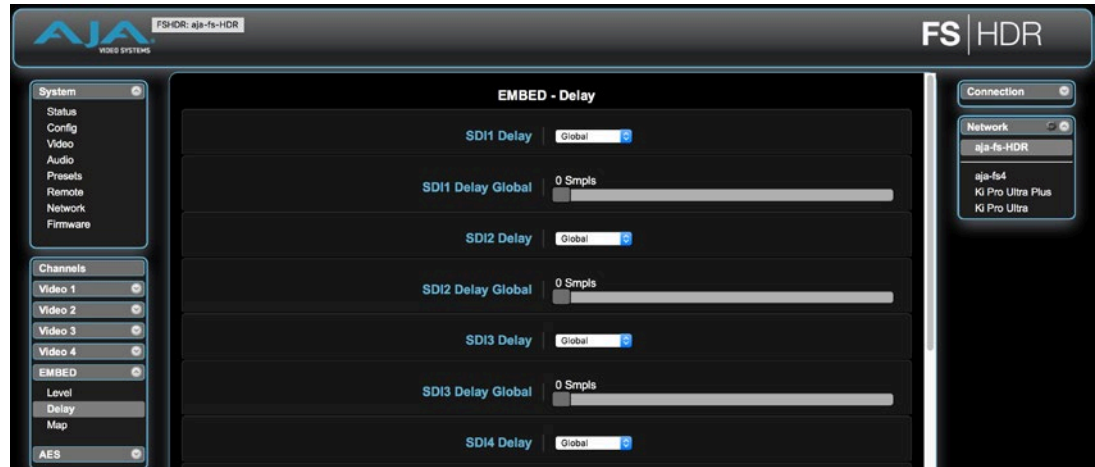 AJA
VIDEO SYSTEMS
FSHDR: aja-fs-HDR
FS|HDR
System
Status
Config
Video
Audio
Presets
Remote
Network
Firmware
Channels
Video 1
Video 2
Video 3
Video 4
EMBED
Level
Delay
Map
AES
EMBED - Delay
SDI1 Delay Global
SDI1 Delay Global 0 Smpls
SDI2 Delay Global
SDI2 Delay Global 0 Smpls
SDI3 Delay Global
SDI3 Delay Global 0 Smpls
SDI4 Delay Global
Connection
Network
aja-fs-HDR
aja-fs4
Ki Pro Ultra Plus
Ki Pro Ultra